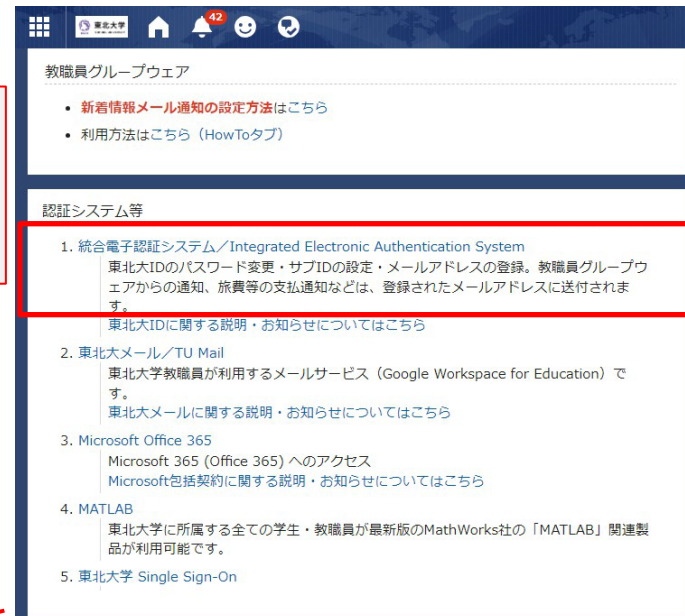 東北大学
42
教職員グループウェア
• 新着情報メール通知の設定方法はこちら
• 利用方法はこちら（HowToタブ）
認証システム等
1. 統合電子認証システム／Integrated Electronic Authentication System
東北大IDのパスワード変更・サブIDの設定・メールアドレスの登録。教職員グループウ
ェアからの通知、旅費等の支払通知などは、登録されたメールアドレスに送付されま
す。
東北大IDに関する説明・お知らせについてはこちら
2. 東北大メール／TU Mail
東北大学教職員が利用するメールサービス（Google Workspace for Education）で
す。
東北大メールに関する説明・お知らせについてはこちら
3. Microsoft Office 365
Microsoft 365 (Office 365) へのアクセス
Microsoft包括契約に関する説明・お知らせについてはこちら
4. MATLAB
東北大学に所属する全ての学生・教職員が最新版のMathWorks社の「MATLAB」関連製
品が利用可能です。
5. 東北大学 Single Sign-On